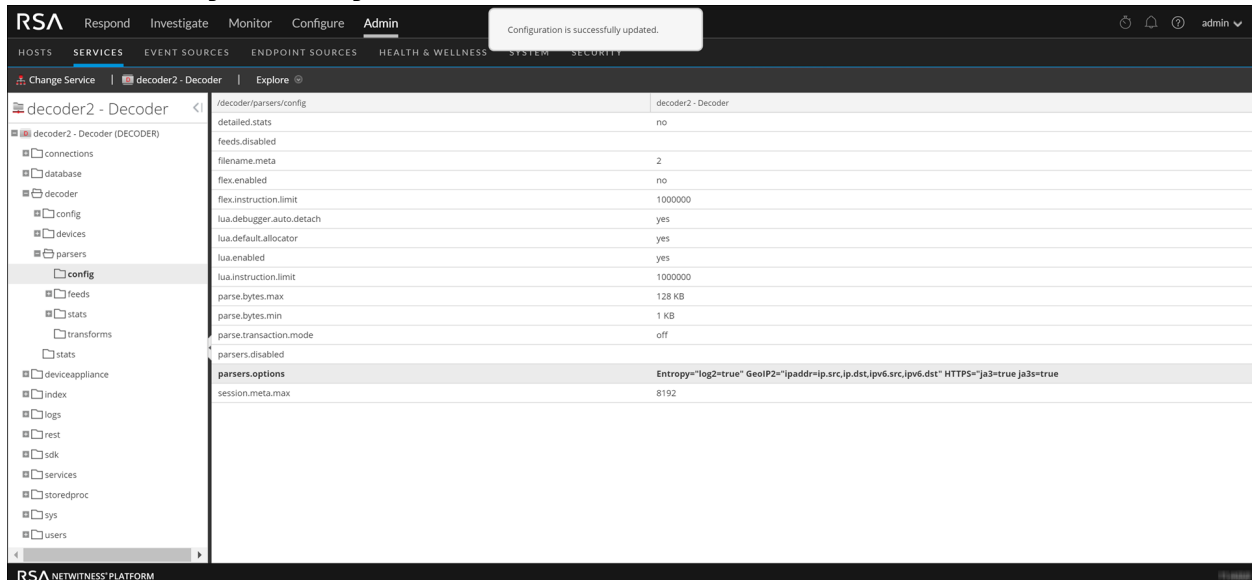 RSA Respond Investigate Monitor Configure Admin admin
Configuration is successfully updated.
HOSTS SERVICES EVENT SOURCES ENDPOINT SOURCES HEALTH & WELLNESS SYSTEM SECURITY
Change Service | decoder2 - Decoder | Explore
decoder2 - Decoder
decoder2 - Decoder (DECODER)
connections
database
decoder
config
devices
parsers
config
feeds
stats
transforms
stats
deviceappliance
index
logs
rest
sdk
services
storedproc
sys
users
/decoder/parsers/config decoder2 - Decoder
detailed.stats no
feeds.disabled
filename.meta 2
flex.enabled no
flex.instruction.limit 1000000
lua.debugger.auto.detach yes
lua.default.allocator yes
lua.enabled yes
lua.instruction.limit 1000000
parse.bytes.max 128 KB
parse.bytes.min 1 KB
parse.transaction.mode off
parsers.disabled
parsers.options Entropy="log2=true" GeoIP2="ipaddr=ip.src,ip.dst,ipv6.src,ipv6.dst" HTTPS="ja3=true ja3s=true
session.meta.max 8192
RSA NETWITNESS® PLATFORM